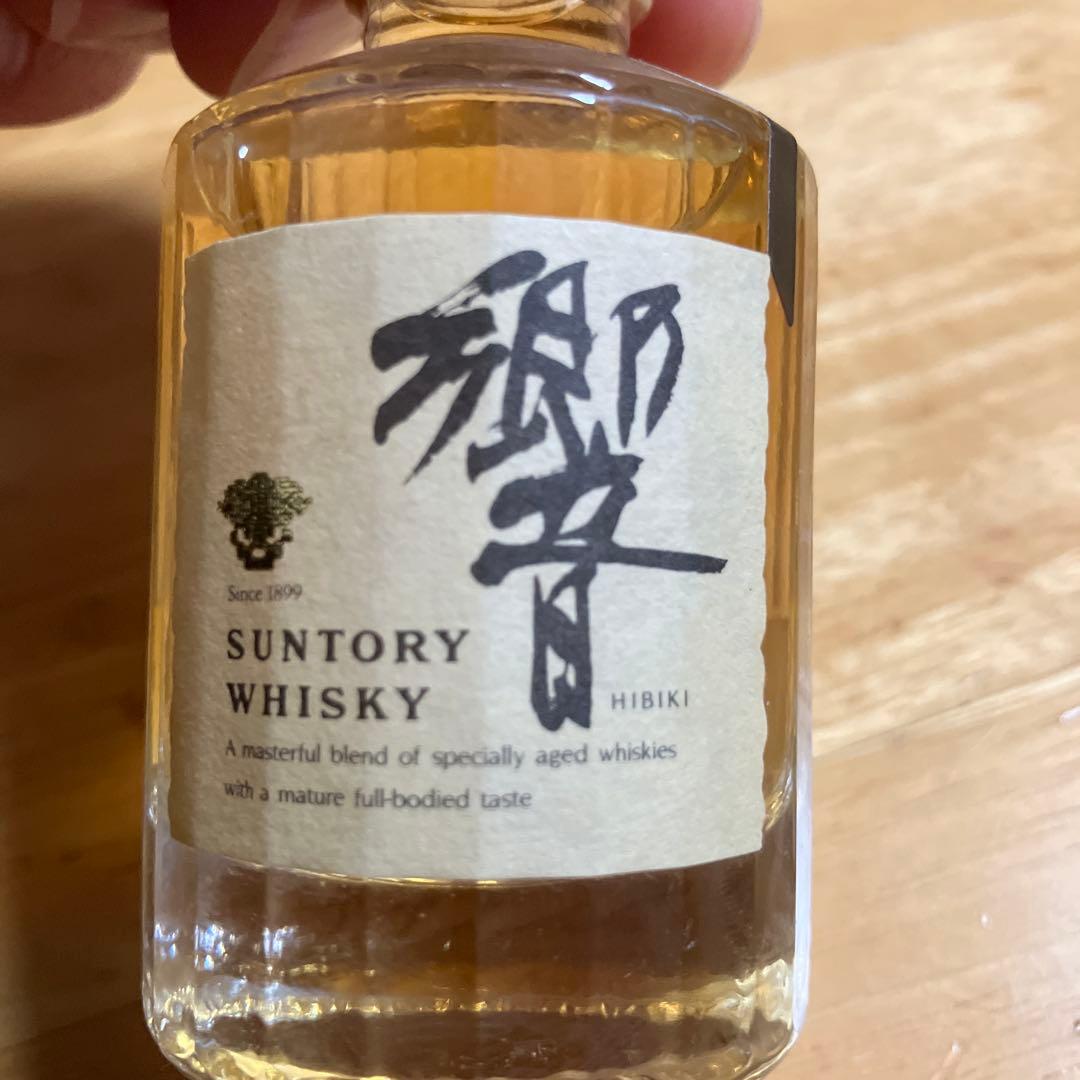 響
Since 1899
SUNTORY
WHISKY
HIBIKI
A masterful blend of specially aged whiskies
with a mature full-bodied taste